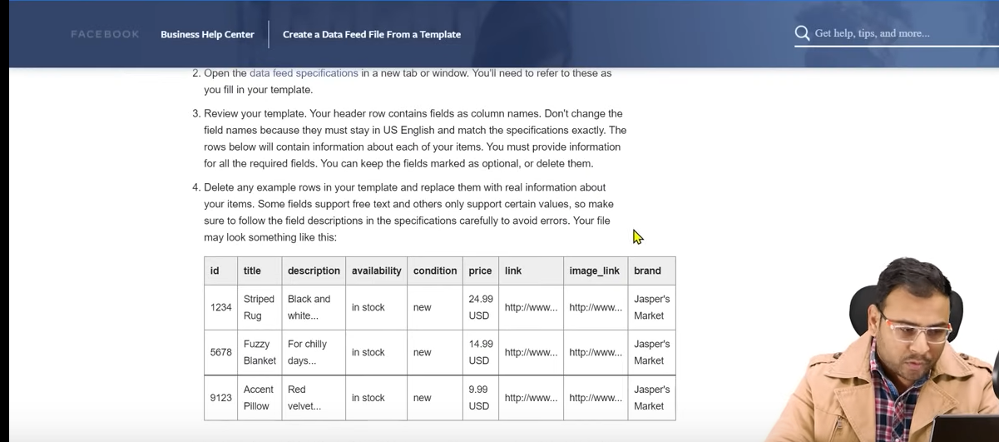 FACEBOOK
Business Help Center
Create a Data Feed File From a Template
Get help, tips, and more...
2. Open the data feed specifications in a new tab or window. You'll need to refer to these as
you fill in your template.
3. Review your template. Your header row contains fields as column names. Don't change the
field names because they must stay in US English and match the specifications exactly. The
rows below will contain information about each of your items. You must provide information
for all the required fields. You can keep the fields marked as optional, or delete them.
4. Delete any example rows in your template and replace them with real information about
your items. Some fields support free text and others only support certain values, so make
sure to follow the field descriptions in the specifications carefully to avoid errors. Your file
may look something like this:
id title description availability condition price link image_link brand
1234 Striped Rug Black and white... in stock new 24.99 USD http://www... http://www... Jasper's Market
5678 Fuzzy Blanket For chilly days... in stock new 14.99 USD http://www... http://www... Jasper's Market
9123 Accent Pillow Red velvet... in stock new 9.99 USD http://www... http://www... Jasper's Market